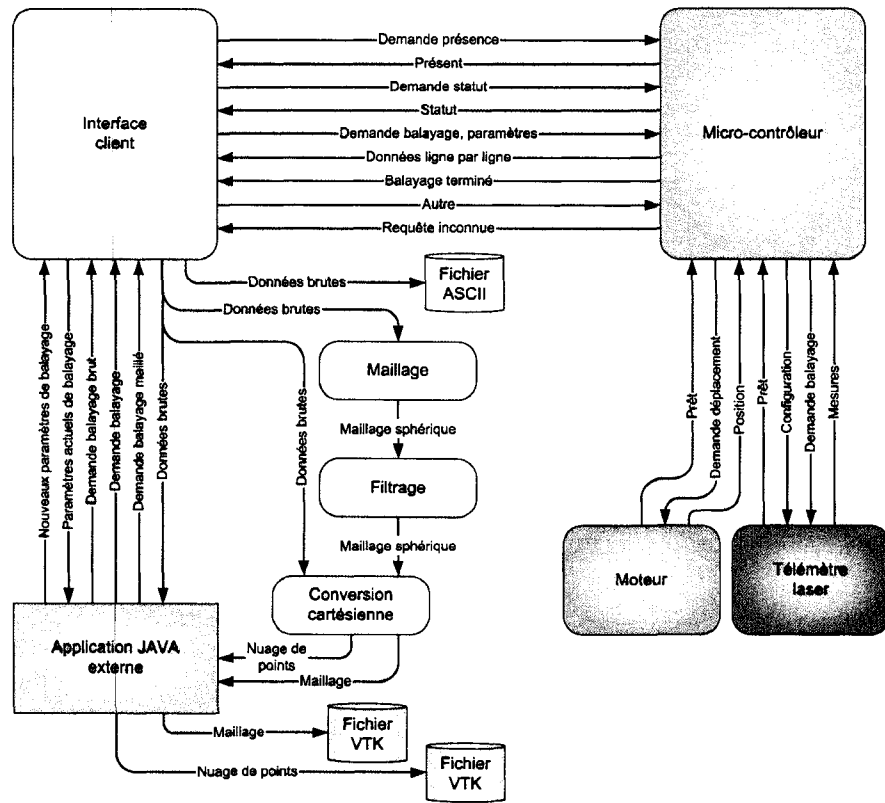 Demande présence
Présent
Demande statut
Statut
Interface
client
Demande balayage, paramètres
Micro-contrôleur
Données ligne par ligne
Balayage terminé
Autre
Requête inconnue
Données brutes
Fichier
ASCII
Données brutes
Maillage
Nouveaux paramètres de balayage
Paramètres actuels de balayage
Demande balayage brut
Demande balayage
Demande balayage maillé
Données brutes
Données brutes
Prêt
Demande déplacement
Position
Prêt
Configuration
Demande balayage
Mesures
Maillage sphérique
Filtrage
Maillage sphérique
Moteur
Télémètre
laser
Conversion
cartésienne
Application JAVA
externe
Nuage de
points
Maillage
Maillage
Fichier
VTK
Nuage de points
Fichier
VTK